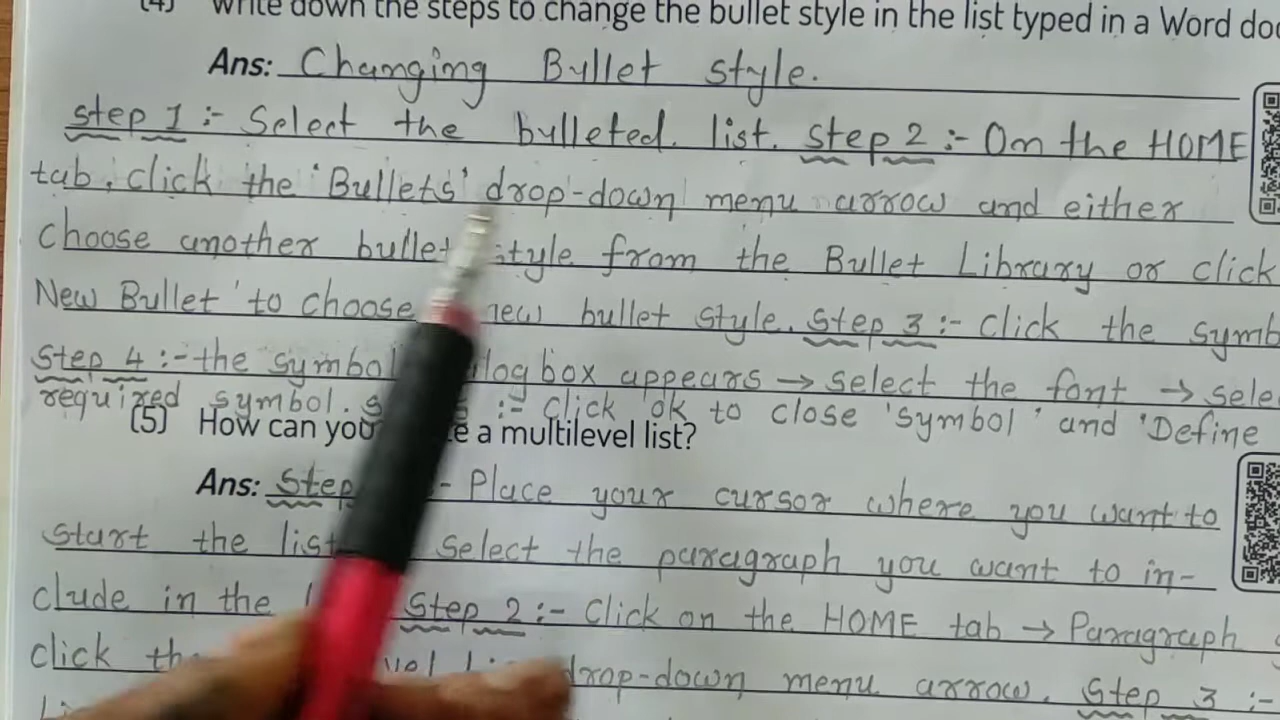 (4) Write down the steps to change the bullet style in the list typed in a Word
Ans: Changing Bullet style.
step 1 :- Select the bulleted. list. step 2 :- On the HOME
tab, click the 'Bullets' drop-down menu arrow and either
choose another bullet style from the Bullet Library or click
New Bullet' to choose new bullet style. step 3 :- click the
step 4 :- the symbol box appears → select the font →
required symbol. :- click ok to close 'symbol' and 'Define
(5) How can you a multilevel list?
Ans: Step - Place your cursor where you want to
start the list select the paragraph you want to in-
clude in the step 2 :- Click on the HOME tab → Paragraph
click drop-down menu arrow. Step 3 :-